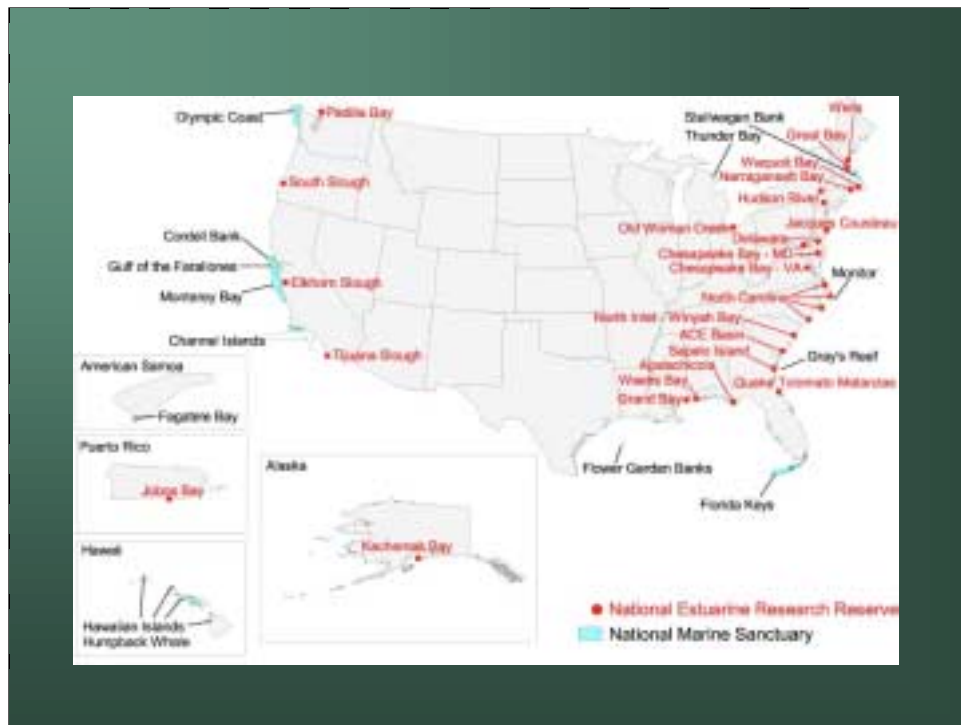 Olympic Coast
Padilla Bay
South Slough
Cordell Bank
Gulf of the Farallones
Elkhorn Slough
Monterey Bay
Channel Islands
Tijuana Slough
Wells
Stellwagen Bank
Great Bay
Thunder Bay
Waquoit Bay
Narragansett Bay
Hudson River
Jacques Cousteau
Old Woman Creek
Delaware
Chesapeake Bay - MD
Chesapeake Bay - VA
Monitor
North Carolina
North Inlet - Winyah Bay
ACE Basin
Sapelo Island
Gray's Reef
Apalachicola
Weeks Bay
Guana Tolomato Matanzas
Grand Bay
Flower Garden Banks
Florida Keys
American Samoa
Fagatele Bay
Puerto Rico
Jobos Bay
Hawaii
Hawaiian Islands
Humpback Whale
Alaska
Kachemak Bay
National Estuarine Research Reserve
National Marine Sanctuary